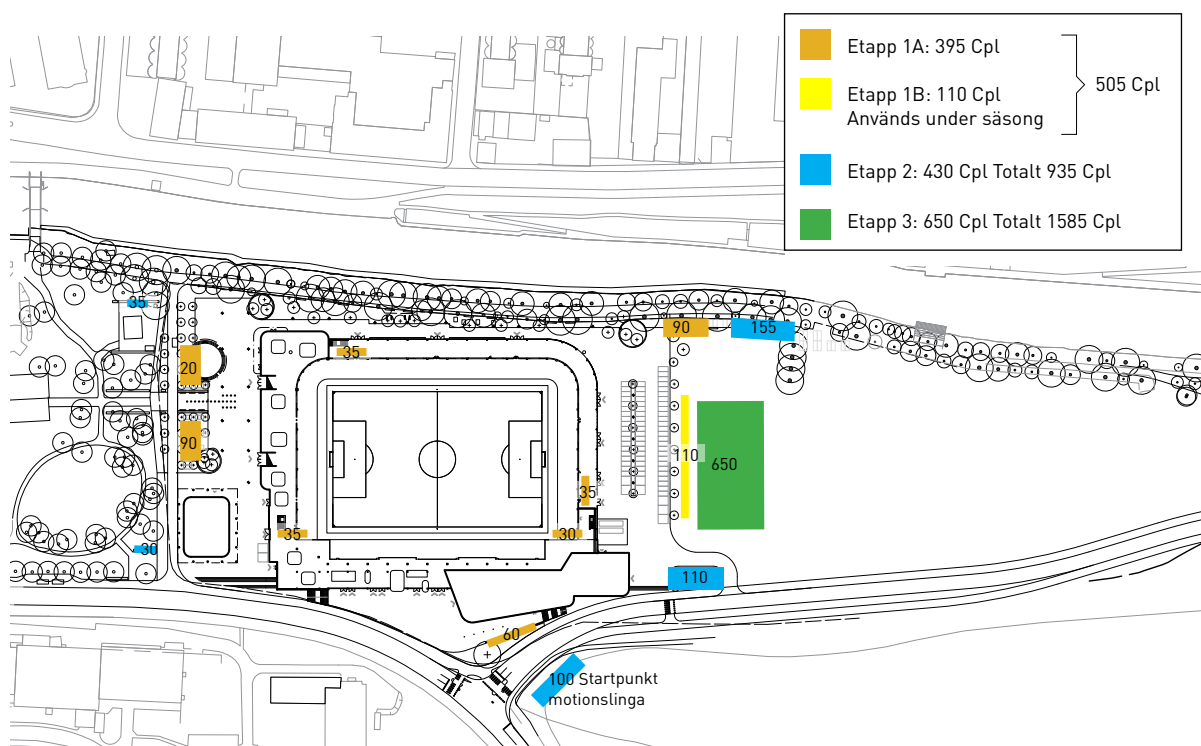 Etapp 1A: 395 Cpl
Etapp 1B: 110 Cpl
Används under säsong
505 Cpl
Etapp 2: 430 Cpl Totalt 935 Cpl
Etapp 3: 650 Cpl Totalt 1585 Cpl
35
90
155
35
20
90
110
650
35
35
30
30
110
60
100 Startpunkt
motionslinga